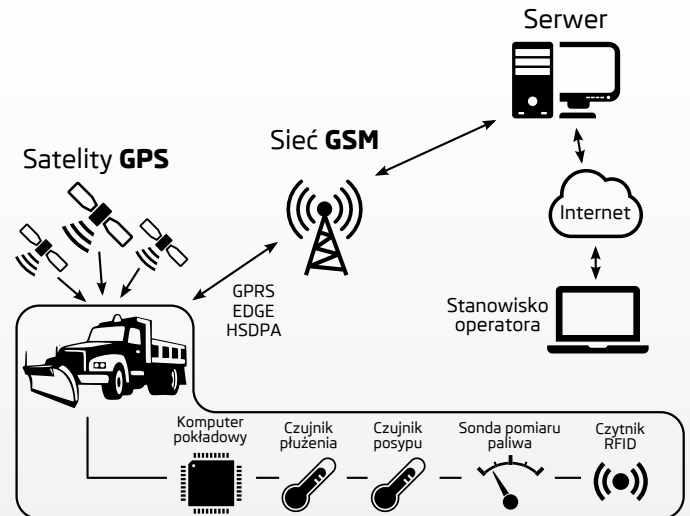 Serwer
Sieć GSM
Satelity GPS
Internet
GPRS
EDGE
HSDPA
Stanowisko
operatora
Komputer
pokładowy
Czujnik
płużenia
Czujnik
posypu
Sonda pomiaru
paliwa
Czytnik
RFID